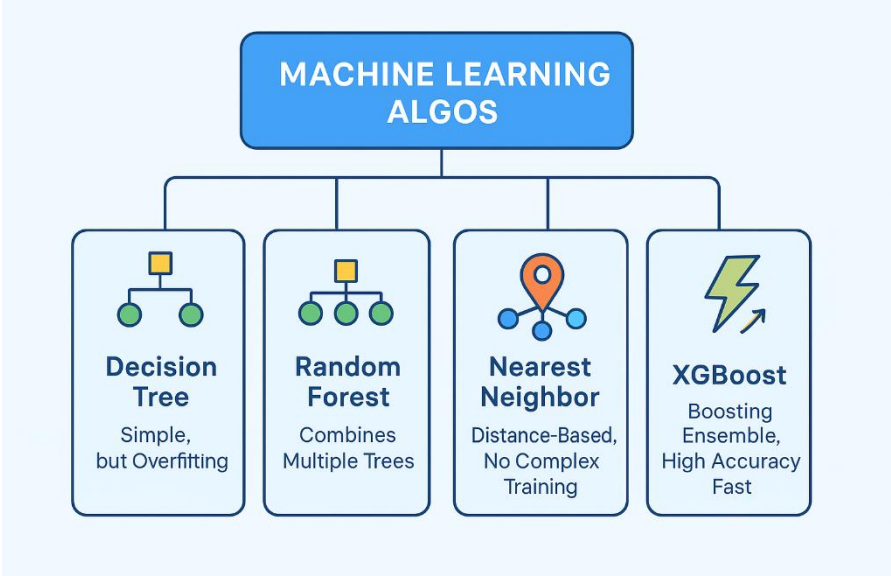 MACHINE LEARNING
ALGOS
Decision
Tree
Simple,
but Overfitting
Random
Forest
Combines
Multiple Trees
Nearest
Neighbor
Distance-Based,
No Complex
Training
XGBoost
Boosting
Ensemble,
High Accuracy
Fast